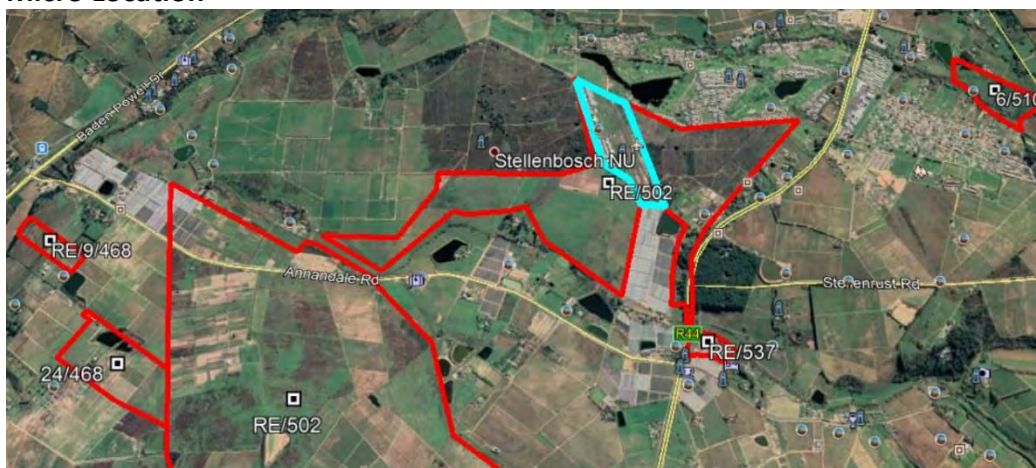 Micro Location
Baden Powell Dr
Stellenbosch NU
RE/502
6/510
RE/9/468
Annandale Rd
Stellenrust Rd
R44
RE/537
24/468
RE/502